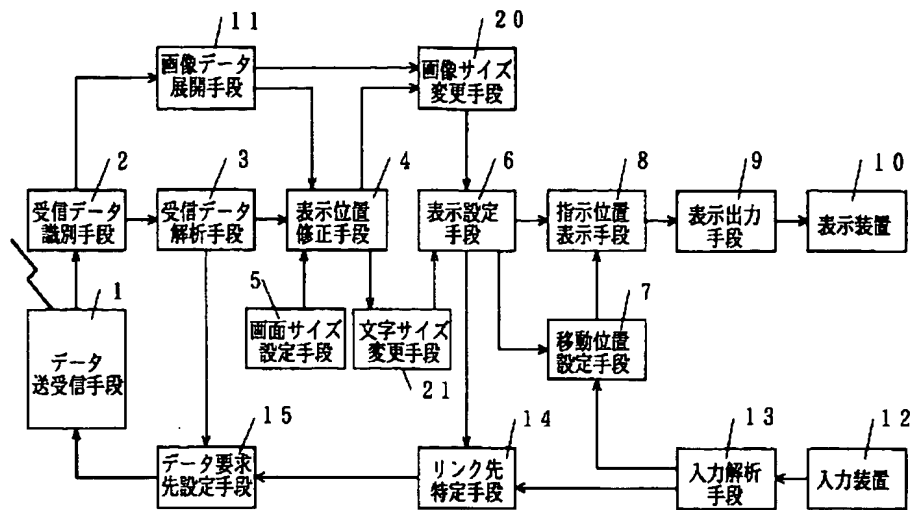 11
画像データ
展開手段
20
画像サイズ
変更手段
2
受信データ
識別手段
3
受信データ
解析手段
4
表示位置
修正手段
6
表示設定
手段
8
指示位置
表示手段
9
表示出力
手段
10
表示装置
1
データ
送受信手段
5
画面サイズ
設定手段
文字サイズ
変更手段
21
7
移動位置
設定手段
15
データ要求
先設定手段
14
リンク先
特定手段
13
入力解析
手段
12
入力装置